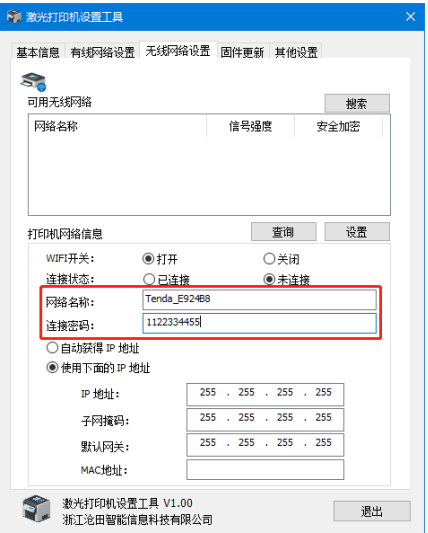 激光打印机设置工具
基本信息 有线网络设置 无线网络设置 固件更新 其他设置
可用无线网络 搜索
网络名称 信号强度 安全加密
打印机网络信息 查询 设置
WIFI开关： 打开 关闭
连接状态： 已连接 未连接
网络名称： Tenda_E924B8
连接密码： 1122334455
自动获得 IP 地址
使用下面的 IP 地址
IP 地址： 255 . 255 . 255 . 255
子网掩码： 255 . 255 . 255 . 255
默认网关： 255 . 255 . 255 . 255
MAC地址：
激光打印机设置工具 V1.00
浙江沧田智能信息科技有限公司
退出